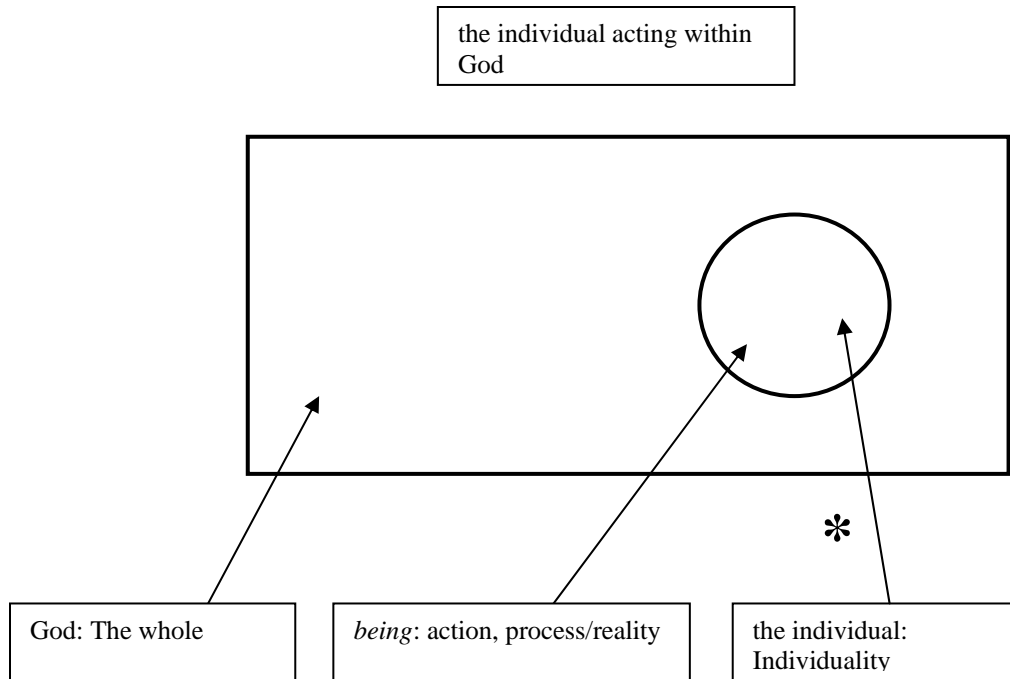 the individual acting within
God
*
God: The whole
being: action, process/reality
the individual:
Individuality